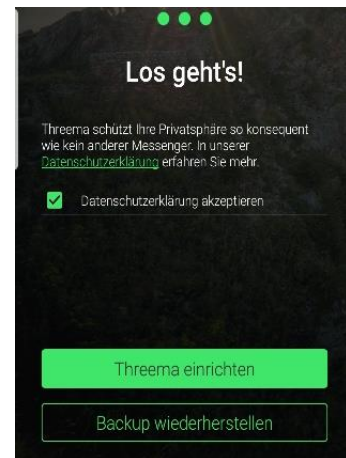 Los geht's!
Threema schützt Ihre Privatsphäre so konsequent
wie kein anderer Messenger. In unserer
Datenschutzerklärung erfahren Sie mehr.
Datenschutzerklärung akzeptieren
Threema einrichten
Backup wiederherstellen